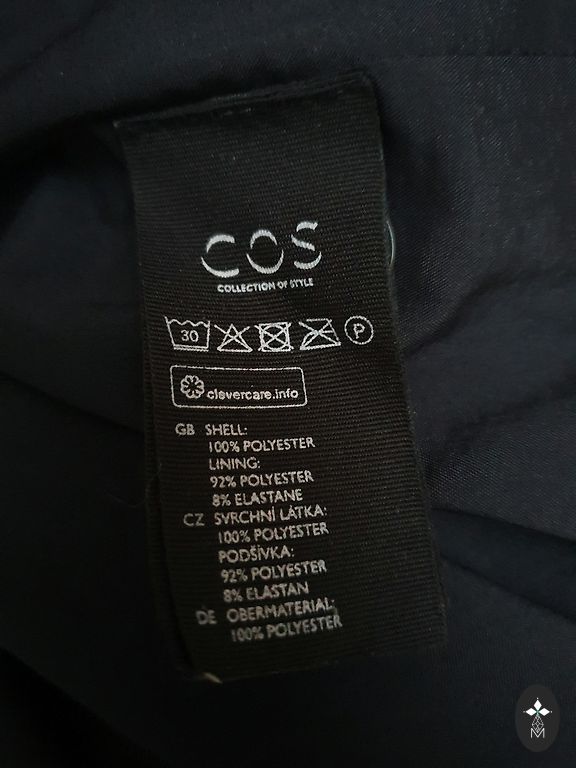 COS
COLLECTION OF STYLE
30
P
clevercare.info
GB SHELL:
100% POLYESTER
LINING:
92% POLYESTER
8% ELASTANE
CZ SVRCHNÍ LÁTKA:
100% POLYESTER
PODŠÍVKA:
92% POLYESTER
8% ELASTAN
DE OBERMATERIAL:
100% POLYESTER
M